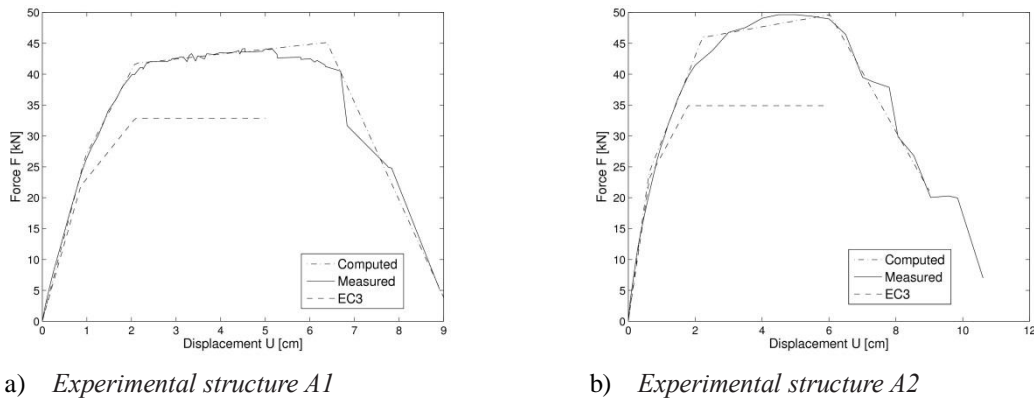 50
45
40
35
30
25
20
15
10
5
0
Force F [kN]
0 1 2 3 4 5 6 7 8 9
Displacement U [cm]
Computed
Measured
EC3
50
45
40
35
30
25
20
15
10
5
0
Force F [kN]
0 2 4 6 8 10 12
Displacement U [cm]
Computed
Measured
EC3
a) Experimental structure A1
b) Experimental structure A2